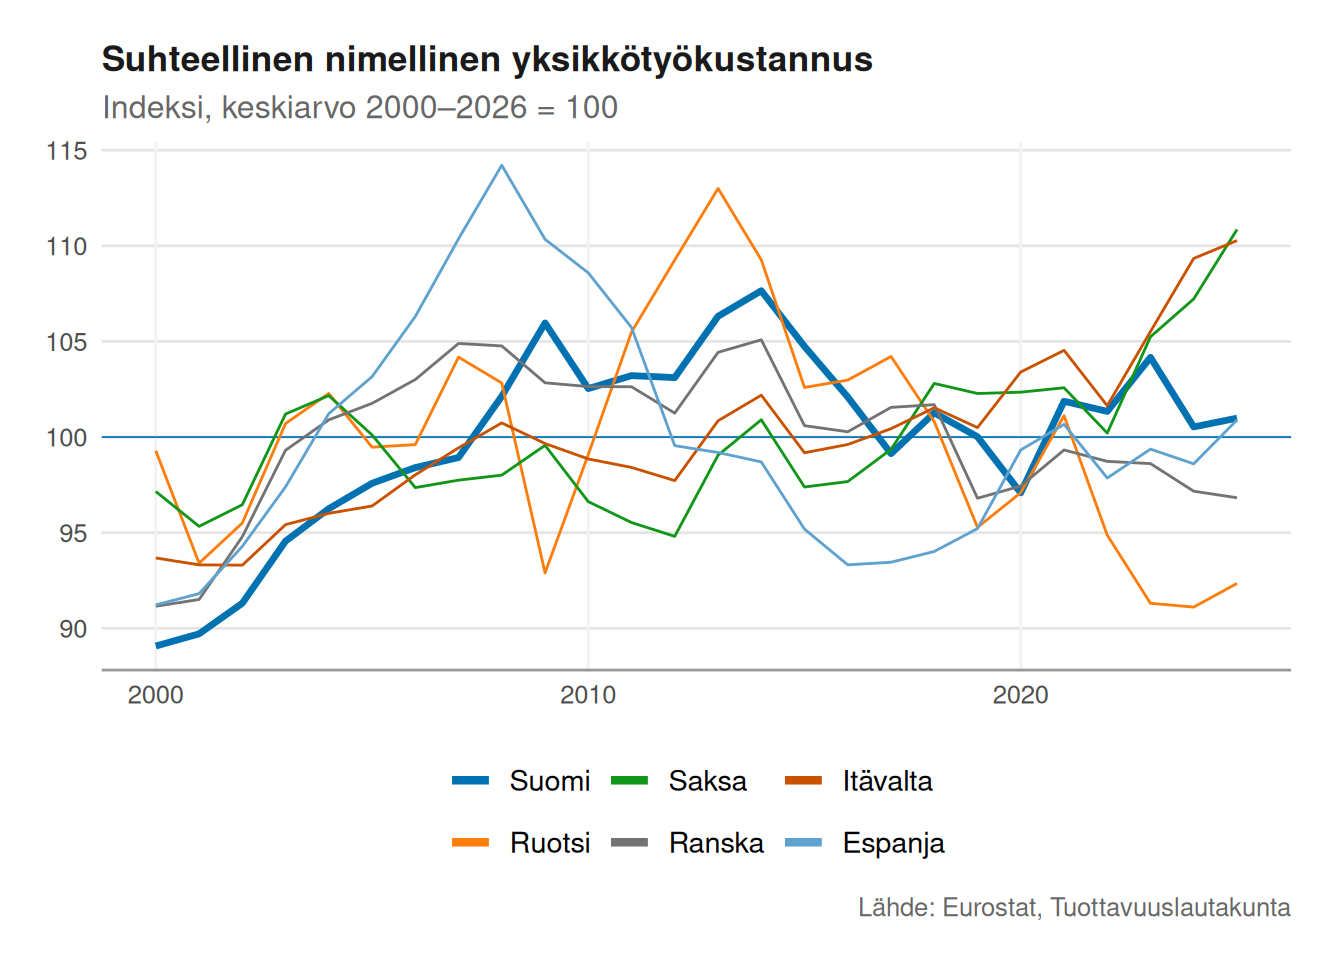 Suhteellinen nimellinen yksikkötyökustannus
Indeksi, keskiarvo 2000–2026 = 100
115
110
105
100
95
90
2000 2010 2020
Suomi Saksa Itävalta
Ruotsi Ranska Espanja
Lähde: Eurostat, Tuottavuuslautakunta